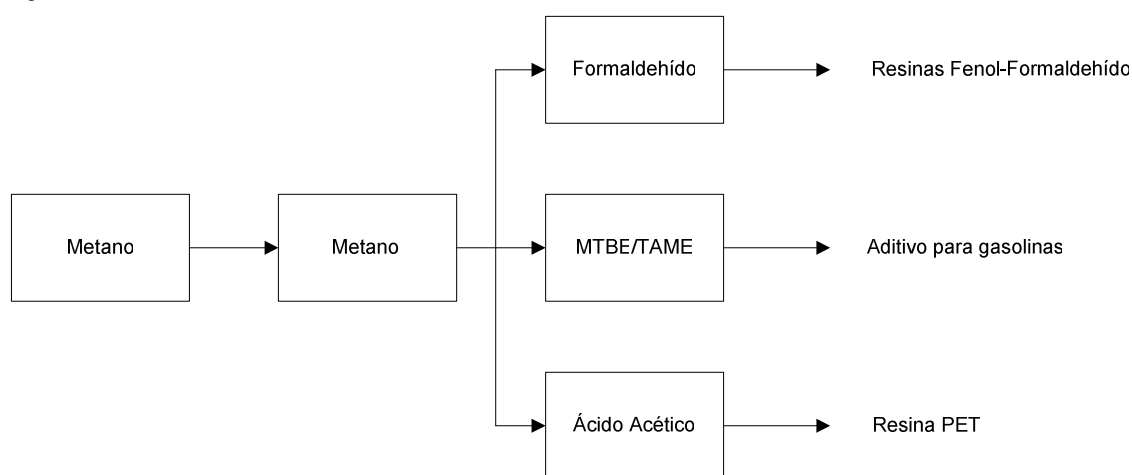 Formaldehído
Resinas Fenol-Formaldehído
Metano
Metano
MTBE/TAME
Aditivo para gasolinas
Ácido Acético
Resina PET